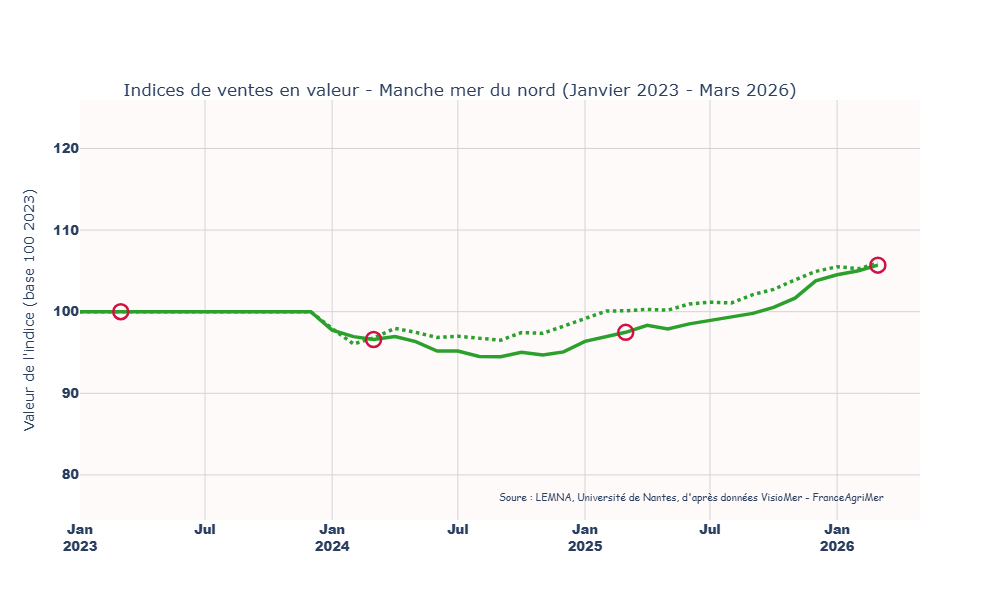 Indices de ventes en valeur - Manche mer du nord (Janvier 2023 - Mars 2026)
Valeur de l'indice (base 100 2023)
120
110
100
90
80
Soure : LEMNA, Université de Nantes, d'après données VisioMer - FranceAgriMer
Jan Jul Jan Jul Jan Jul Jan
2023 2024 2025 2026